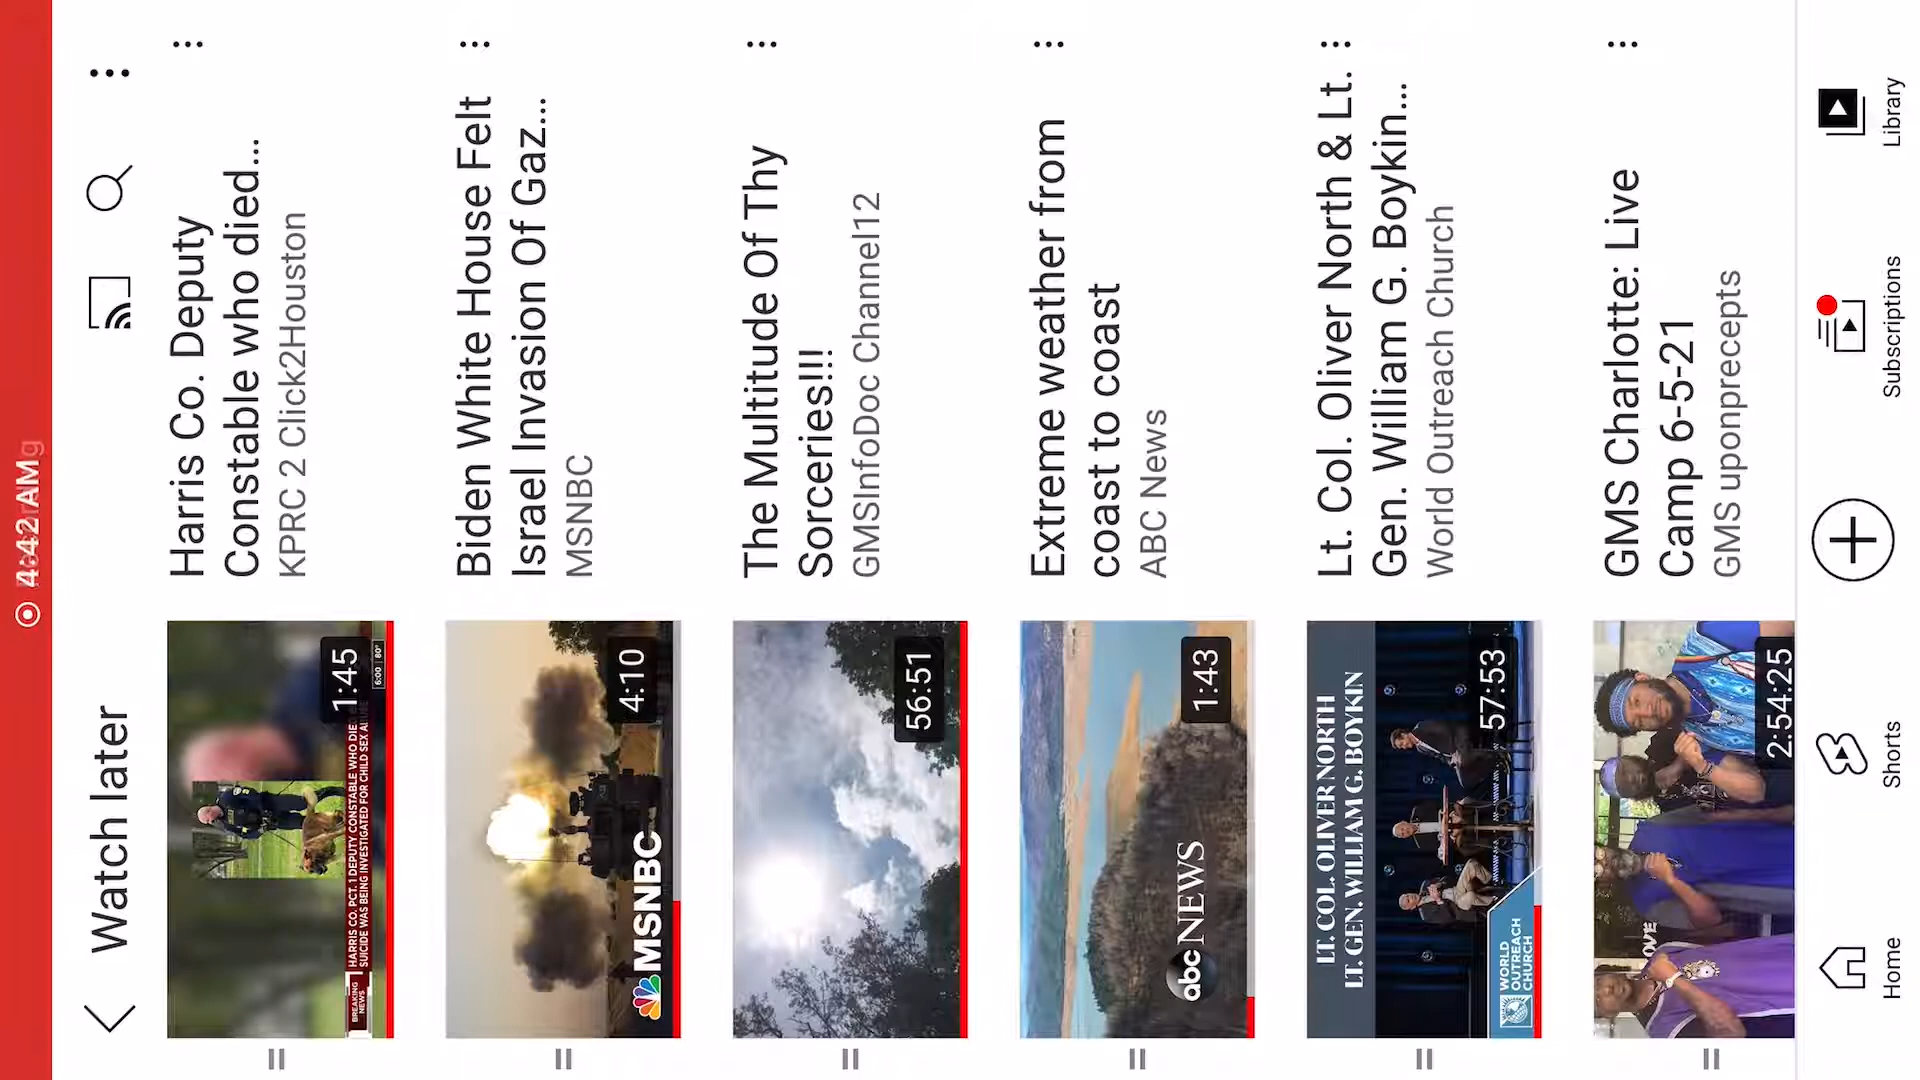 4:42 AM
Watch later
1:45
HARRIS CO. PCT. 1 DEPUTY CONSTABLE WHO DIE
SUICIDE WAS BEING INVESTIGATED FOR CHILD SEX A
BREAKING
NEWS
6:00 80°
Harris Co. Deputy
Constable who died...
KPRC 2 Click2Houston
4:10
MSNBC
Biden White House Felt
Israel Invasion Of Gaz...
MSNBC
56:51
The Multitude Of Thy
Sorceries!!!
GMSInfoDoc Channel12
1:43
abc NEWS
Extreme weather from
coast to coast
ABC News
LT. COL. OLIVER NORTH
LT. GEN. WILLIAM G. BOYKIN
57:53
WORLD
OUTREACH
CHURCH
Lt. Col. Oliver North & Lt.
Gen. William G. Boykin...
World Outreach Church
2:54:25
GMS Charlotte: Live
Camp 6-5-21
GMS uponprecepts
Home
Shorts
Subscriptions
Library